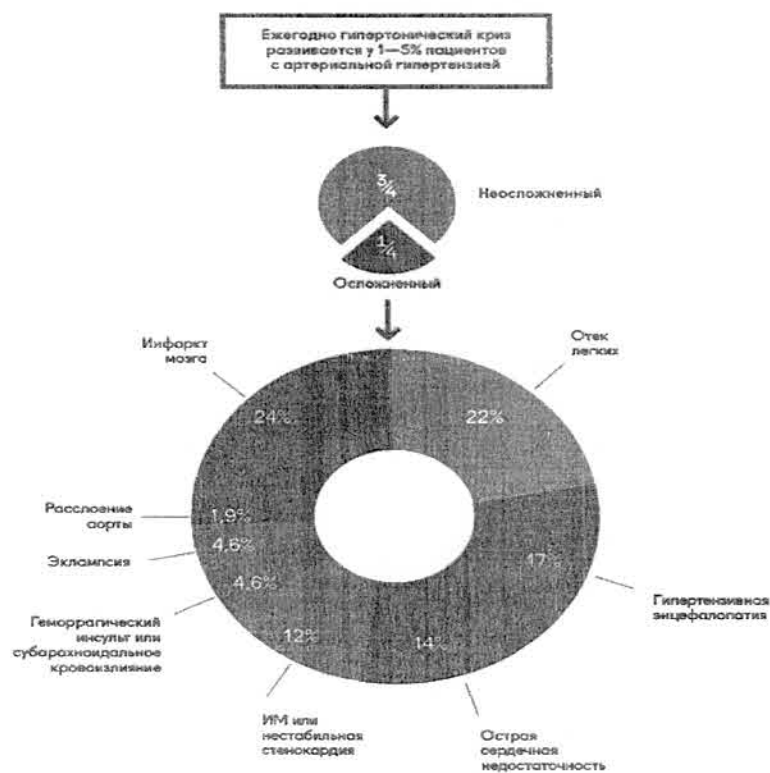 Ежегодно гипертонический криз
развивается у 1—5% пациентов
с артериальной гипертензией
3/4
Неосложненный
1/4
Осложненный
Инфаркт
мозга
Отек
легких
24%
22%
Расслоение
аорты
1,9%
Эклампсия
4,6%
17%
4,6%
Гипертензивная
энцефалопатия
Геморрагический
инсульт или
субарахноидальное
кровоизлияние
12%
14%
ИМ или
нестабильная
стенокардия
Острая
сердечная
недостаточность